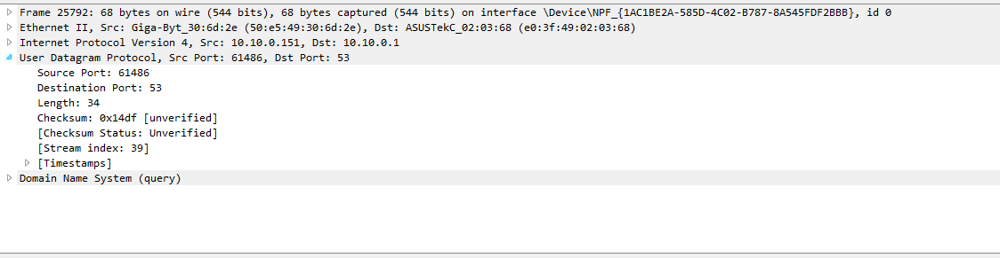 Frame 25792: 68 bytes on wire (544 bits), 68 bytes captured (544 bits) on interface \Device\NPF_{1AC1BE2A-585D-4C02-B787-8A545FDF2BBB}, id 0
Ethernet II, Src: Giga-Byt_30:6d:2e (50:e5:49:30:6d:2e), Dst: ASUSTekC_02:03:68 (e0:3f:49:02:03:68)
Internet Protocol Version 4, Src: 10.10.0.151, Dst: 10.10.0.1
User Datagram Protocol, Src Port: 61486, Dst Port: 53
Source Port: 61486
Destination Port: 53
Length: 34
Checksum: 0x14df [unverified]
[Checksum Status: Unverified]
[Stream index: 39]
[Timestamps]
Domain Name System (query)